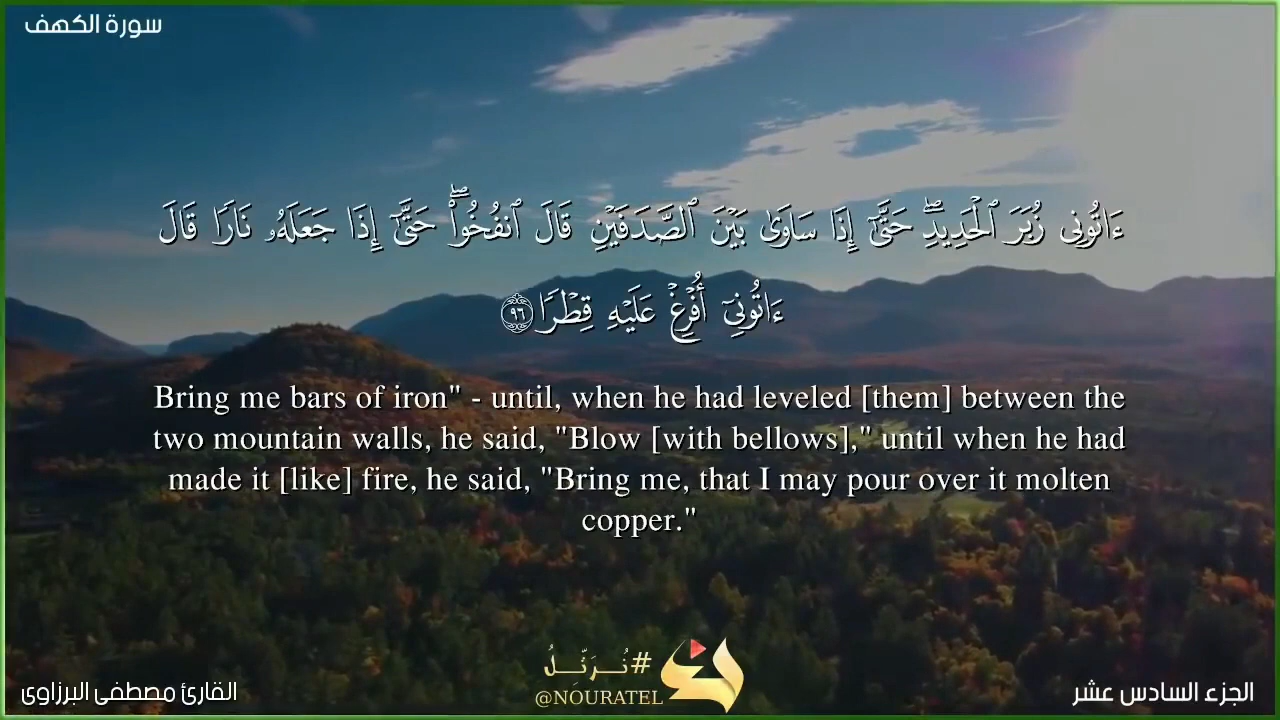 سورة الكهف
ءَاتُونِى زُبَرَ ٱلْحَدِيدِۖ حَتَّىٰٓ إِذَا سَاوَىٰ بَيْنَ ٱلصَّدَفَيْنِ قَالَ ٱنفُخُوا۟ۖ حَتَّىٰٓ إِذَا جَعَلَهُۥ نَارًا قَالَ
ءَاتُونِىٓ أُفْرِغْ عَلَيْهِ قِطْرًا ٩٦
Bring me bars of iron" - until, when he had leveled [them] between the
two mountain walls, he said, "Blow [with bellows]," until when he had
made it [like] fire, he said, "Bring me, that I may pour over it molten
copper."
#نُرَتِّلُ
@NOURATEL
الجزء السادس عشر
القارئ مصطفى البرزاوى